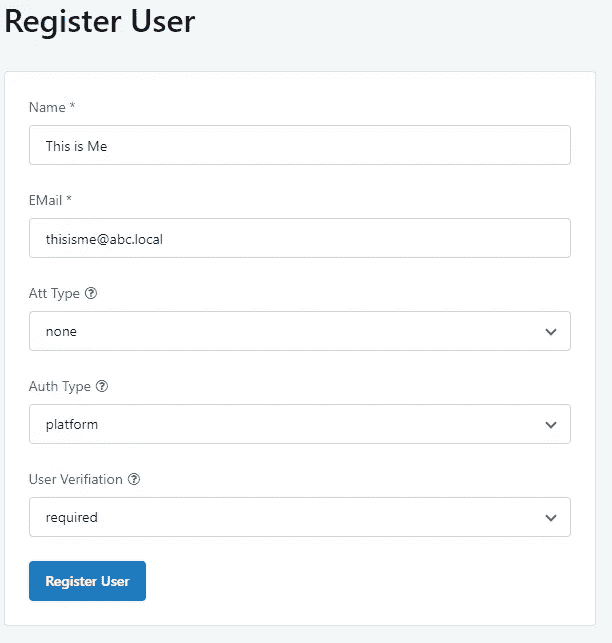 Register User
Name *
This is Me
EMail *
thisisme@abc.local
Att Type ?
none
Auth Type ?
platform
User Verifiation ?
required
Register User